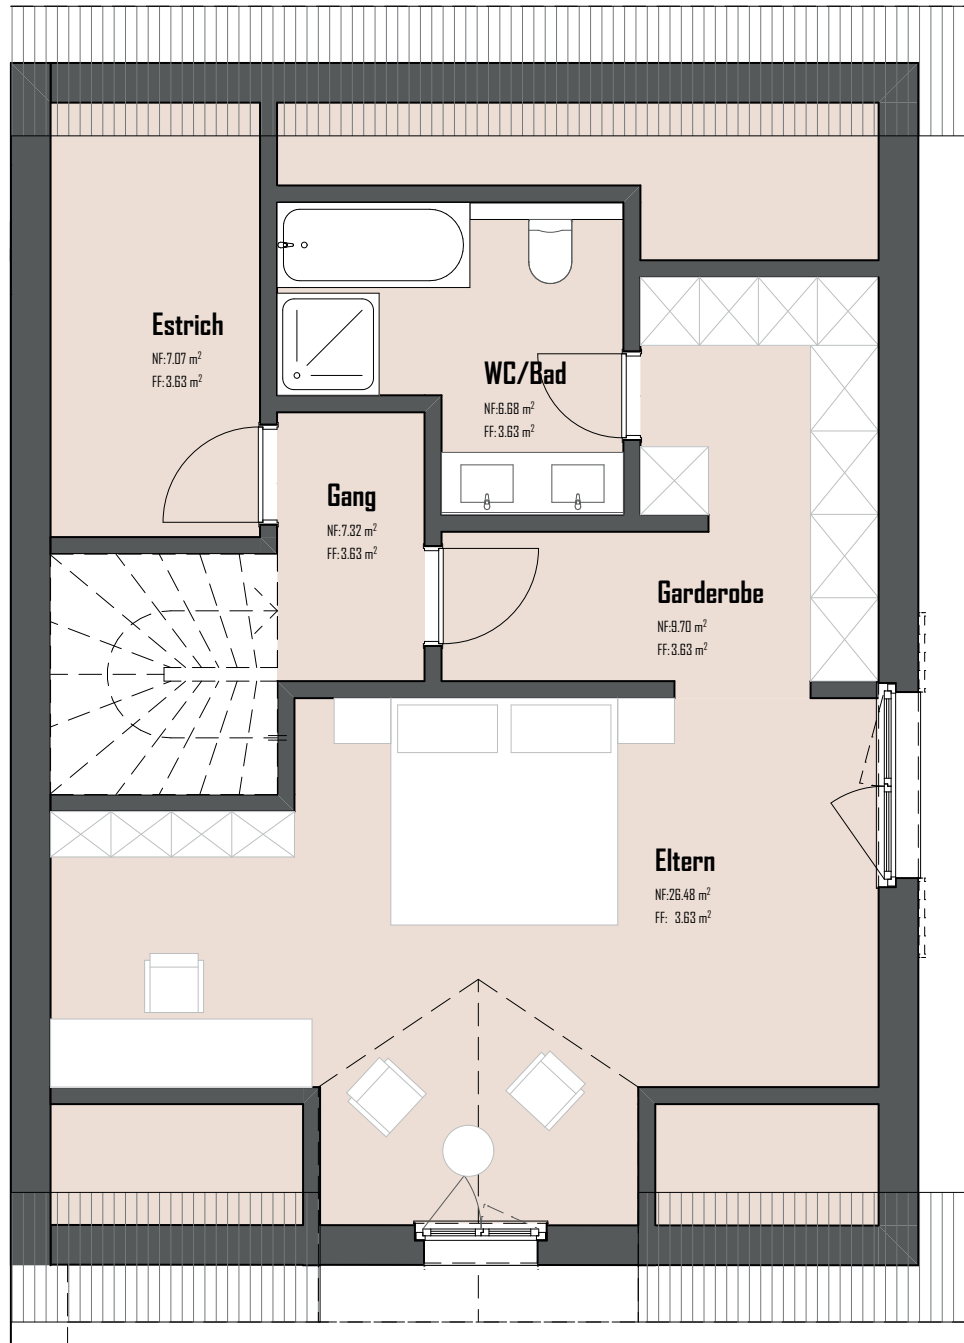 Estrich
NF:7.07 m²
FF:3.63 m²
WC/Bad
NF:6.68 m²
FF:3.63 m²
Gang
NF:7.32 m²
FF:3.63 m²
Garderobe
NF:9.70 m²
FF:3.63 m²
Eltern
NF:26.48 m²
FF: 3.63 m²